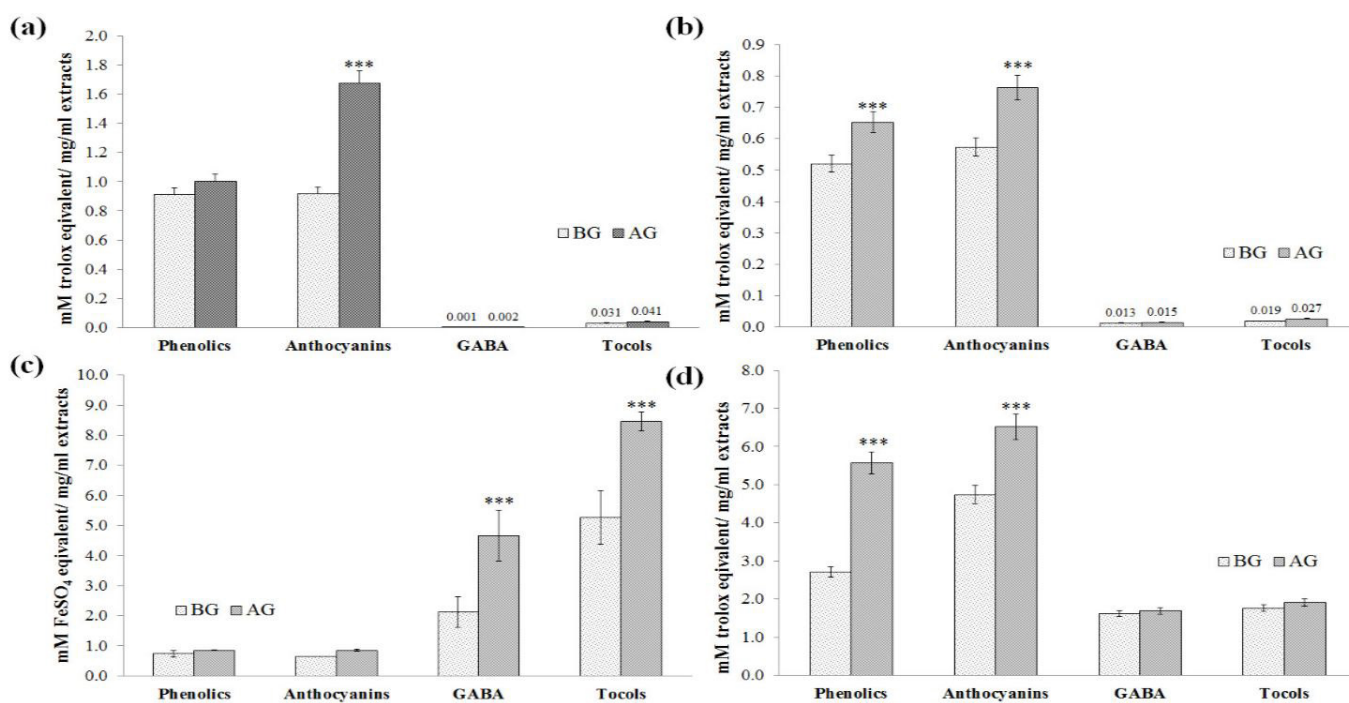 (a)
mM trolox eqivalent/ mg/ml extracts
2.0
1.8
1.6
1.4
1.2
1.0
0.8
0.6
0.4
0.2
0.0
***
BG AG
0.001 0.002 0.031 0.041
Phenolics Anthocyanins GABA Tocols
(b)
mM trolox eqivalent/ mg/ml extracts
0.9
0.8
0.7
0.6
0.5
0.4
0.3
0.2
0.1
0.0
*** ***
BG AG
0.013 0.015 0.019 0.027
Phenolics Anthocyanins GABA Tocols
(c)
mM FeSO4 eqivalent/ mg/ml extracts
10.0
9.0
8.0
7.0
6.0
5.0
4.0
3.0
2.0
1.0
0.0
*** ***
BG AG
Phenolics Anthocyanins GABA Tocols
(d)
mM trolox eqivalent/ mg/ml extracts
8.0
7.0
6.0
5.0
4.0
3.0
2.0
1.0
0.0
*** ***
BG AG
Phenolics Anthocyanins GABA Tocols